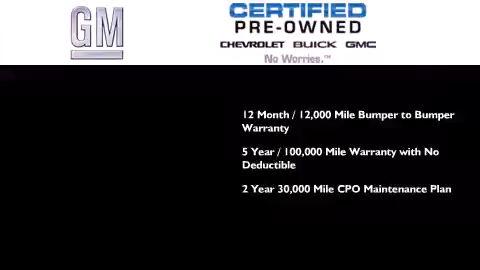 GM
CERTIFIED
PRE-OWNED
CHEVROLET BUICK GMC
No Worries.™
12 Month / 12,000 Mile Bumper to Bumper
Warranty
5 Year / 100,000 Mile Warranty with No
Deductible
2 Year 30,000 Mile CPO Maintenance Plan